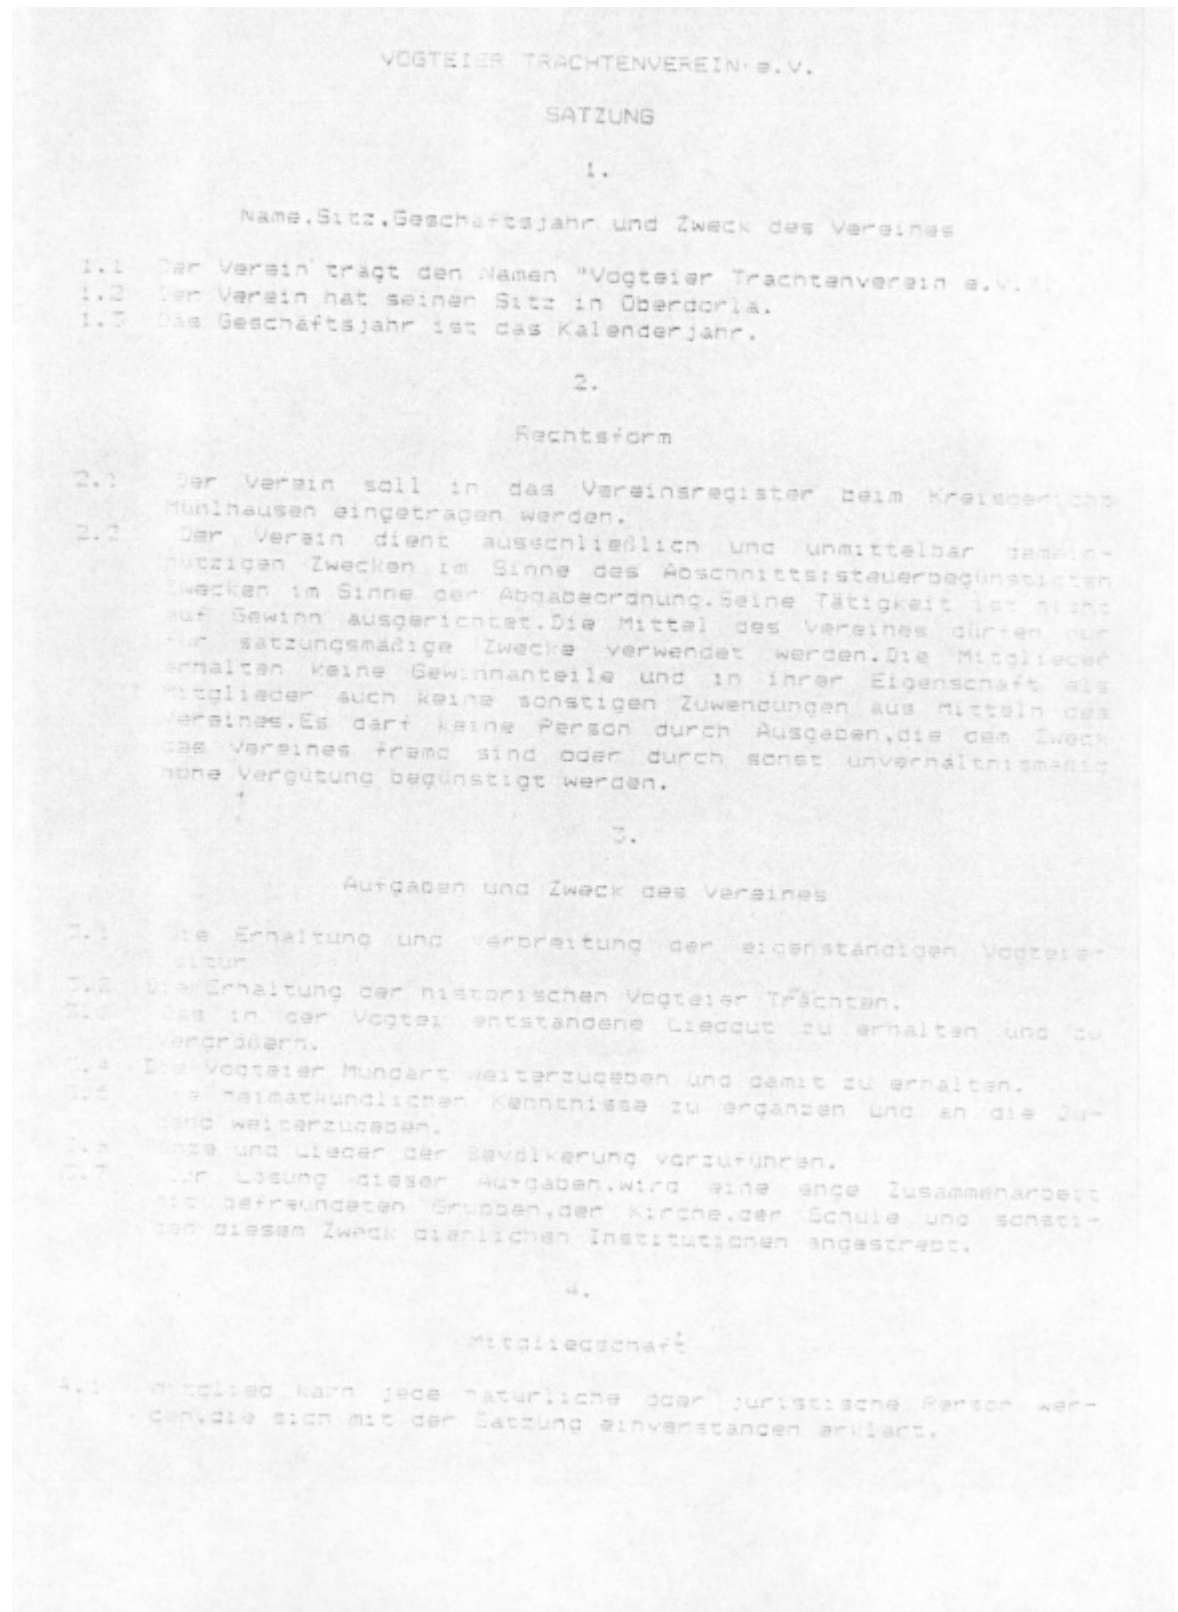 VOGTEIER TRACHTENVEREIN e.V.
SATZUNG
1.
Name,Sitz,Geschäftsjahr und Zweck des Vereines
1.1 Der Verein trägt den Namen "Vogteier Trachtenverein e.V."
1.2 Der Verein hat seinen Sitz in Oberdorla.
1.3 Das Geschäftsjahr ist das Kalenderjahr.
2.
Rechtsform
2.1 Der Verein soll in das Vereinsregister beim
Mühlhausen eingetragen werden.
2.2 Der Verein dient ausschließlich und unmittelbar gemein-
nützigen Zwecken im Sinne des Abschnitts:steuerbegünstigten
Zwecken im Sinne der Abgabeordnung.Seine Tätigkeit ist nicht
auf Gewinn ausgerichtet.Die Mittel des Vereines dürfen nur
für satzungsmäßige Zwecke verwendet werden.Die Mitglieder
erhalten keine Gewinnanteile und in ihrer Eigenschaft als
Mitglieder auch keine sonstigen Zuwendungen aus Mitteln des
Vereines.Es darf keine Person durch Ausgaben,die dem Zweck
des Vereines fremd sind oder durch sonst unverhältnismäßig
hohe Vergütung begünstigt werden.
3.
Aufgaben und Zweck des Vereines
3.1 Die Erhaltung und Verbreitung der eigenständigen Vogteier-
3.2 Die Erhaltung der historischen Vogteier Trachten.
Das in der Vogtei entstandene Liedgut zu erhalten und zu
vergrößern.
3.4 Die Vogteier Mundart weiterzugeben und damit zu erhalten.
3.5 Die heimatkundlichen Kenntnisse zu ergänzen und an die Ju-
gend weiterzugeben.
Tänze und Lieder der Bevölkerung vorzuführen.
3.7 Zur Lösung dieser Aufgaben,wird eine enge Zusammenarbeit
mit befreundeten Gruppen,der Kirche,der Schule und sonsti-
gen diesem Zweck dienlichen Institutionen angestrebt.
4.
Mitgliedschaft
4.1 Mitglied kann jede natürliche oder juristische Person wer-
den,die sich mit der Satzung einverstanden erklärt.